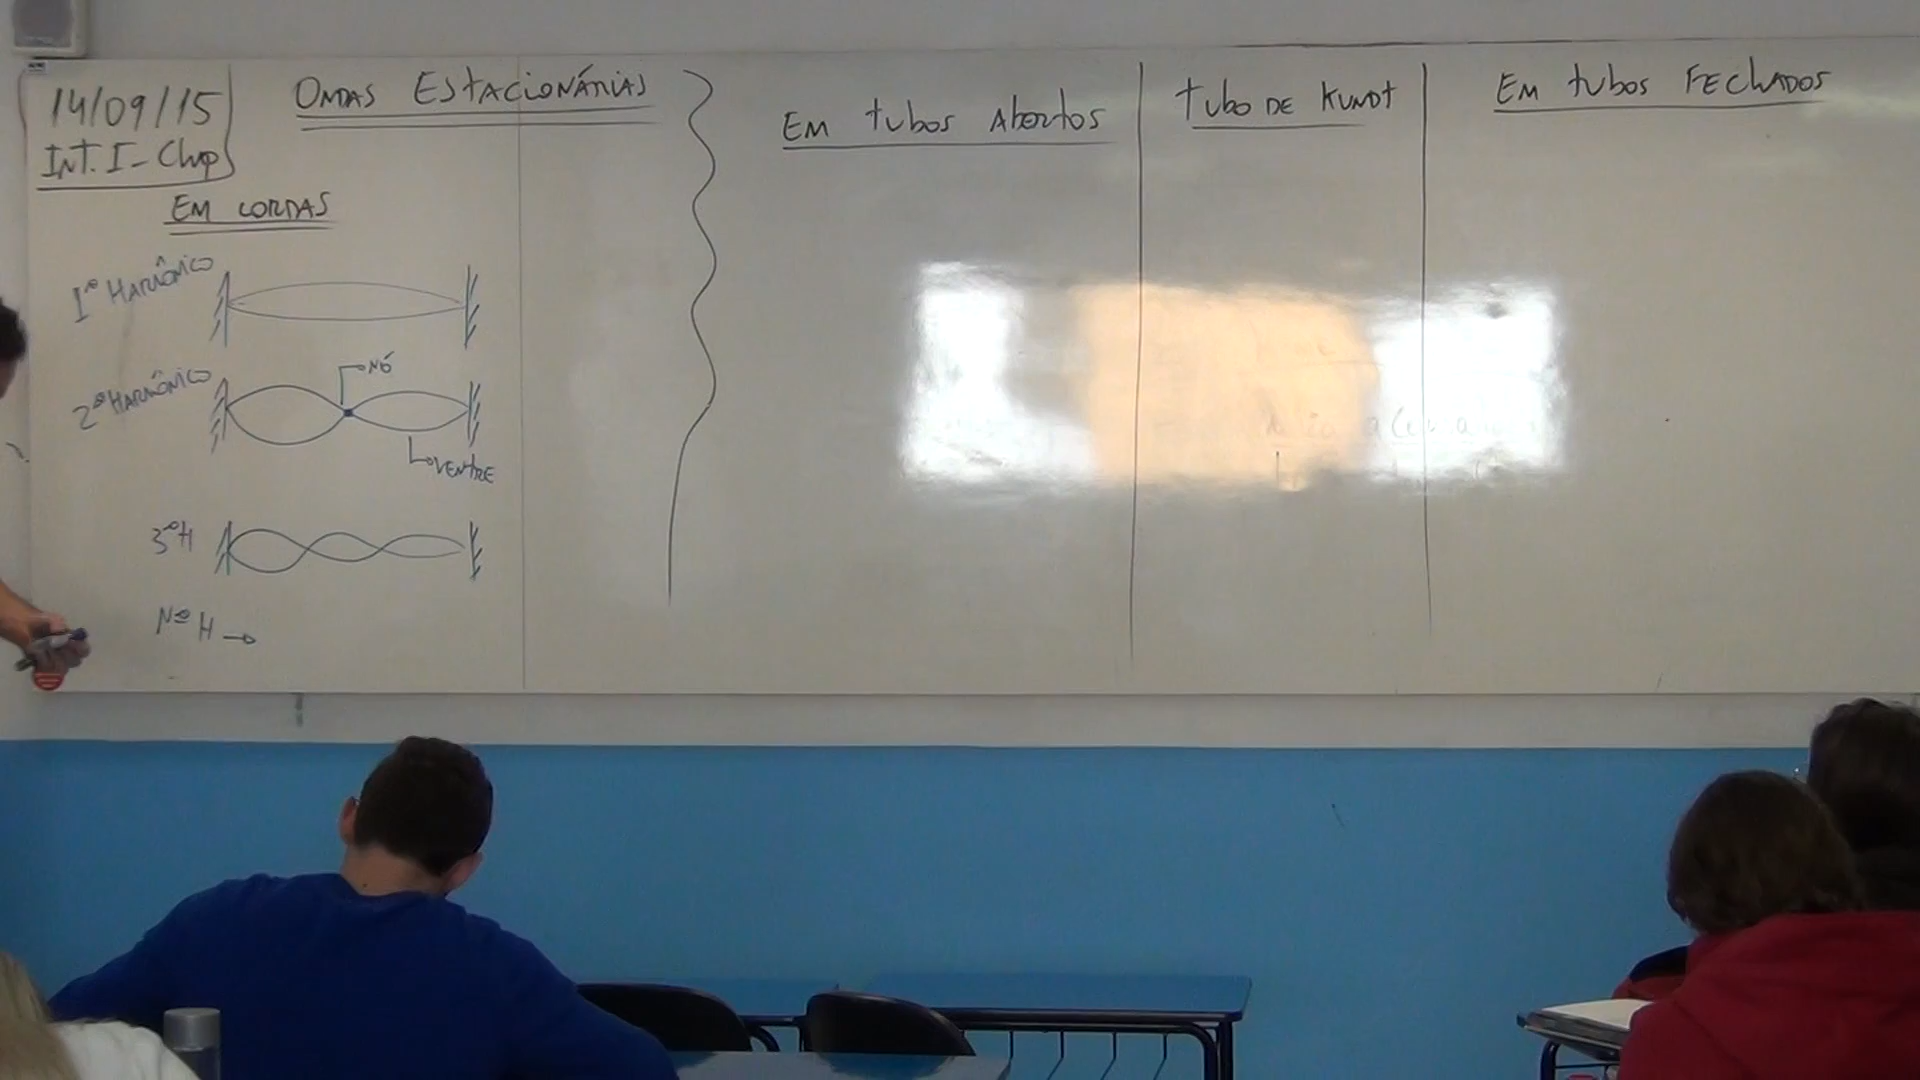 14/09/15
INT. I - Chap
ONDAS ESTACIONÁRIAS
EM CORDAS
1º HARMÔNICO
2º HARMÔNICO
NÓ
VENTRE
3º H
Nº H →
EM tubos Abertos
tubo DE KUNDT
EM tubos FECHADOS